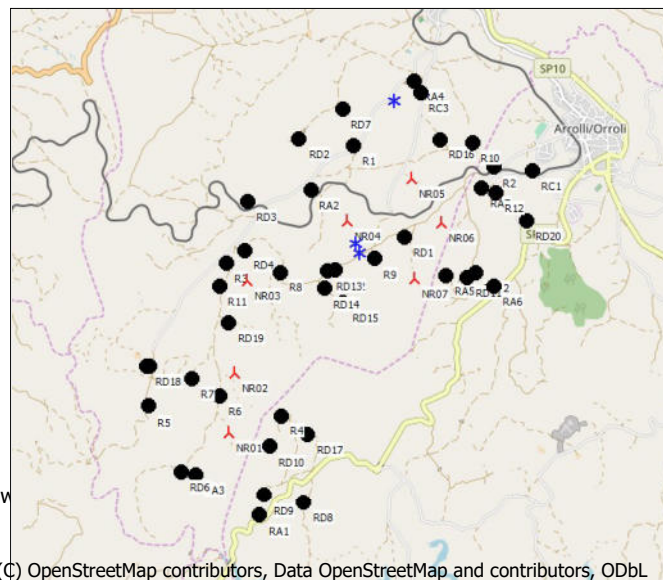 SP10
RA4
RC3
Arrolli/Orroli
RD7
RD16
RD2
R1
R10
R2
RC1
NR05
RA2
R12
RD3
RD20
NR04
NR06
RD1
RD4
R9
R3
R8
NR03
RD13
NR07
RA5
RD11
RA6
R11
RD14
RD15
RD19
RD18
NR02
R7
R6
R5
R4
NR01
RD17
RD10
RD6
A3
RD9
RD8
RA1
w
(C) OpenStreetMap contributors, Data OpenStreetMap and contributors, ODbL